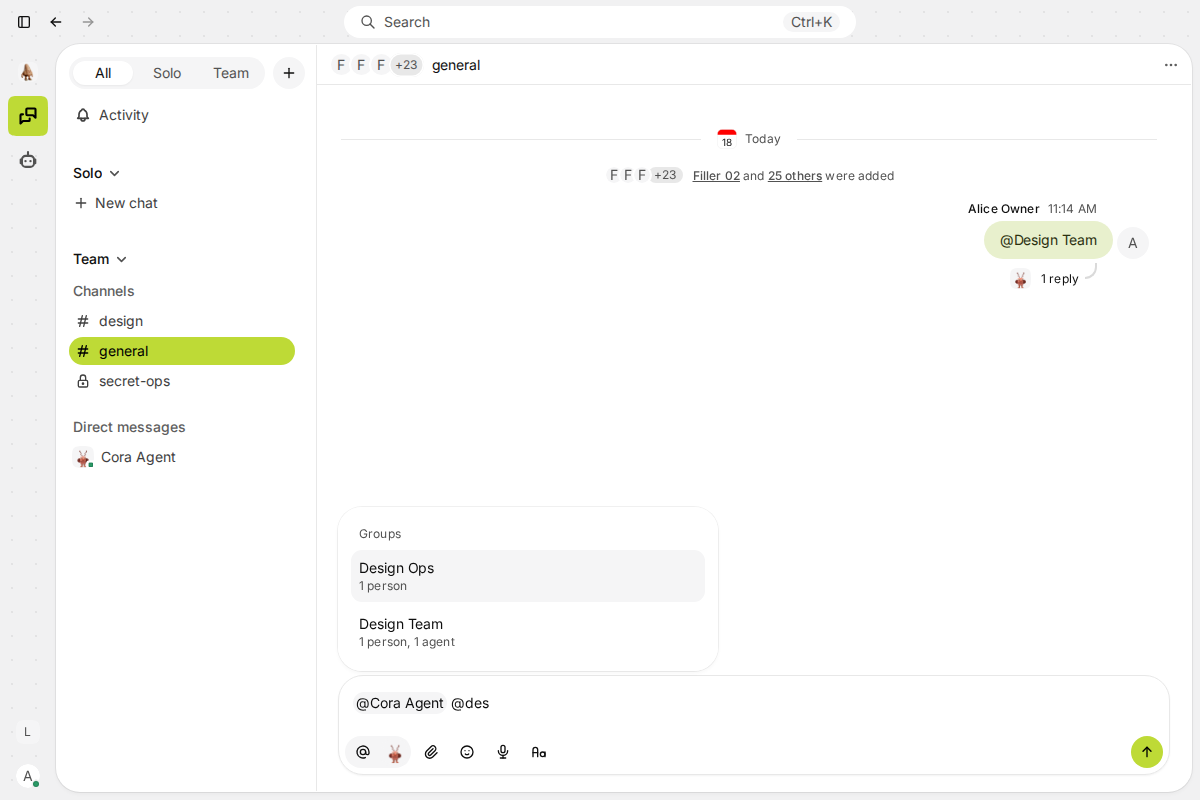 Search
Ctrl+K
All
Solo
Team
Activity
Solo
New chat
Team
Channels
design
general
secret-ops
Direct messages
Cora Agent
L
A
F F F +23 general
18 Today
F F F +23 Filler 02 and 25 others were added
Alice Owner 11:14 AM
@Design Team
A
1 reply
Groups
Design Ops
1 person
Design Team
1 person, 1 agent
@Cora Agent @des
Aa